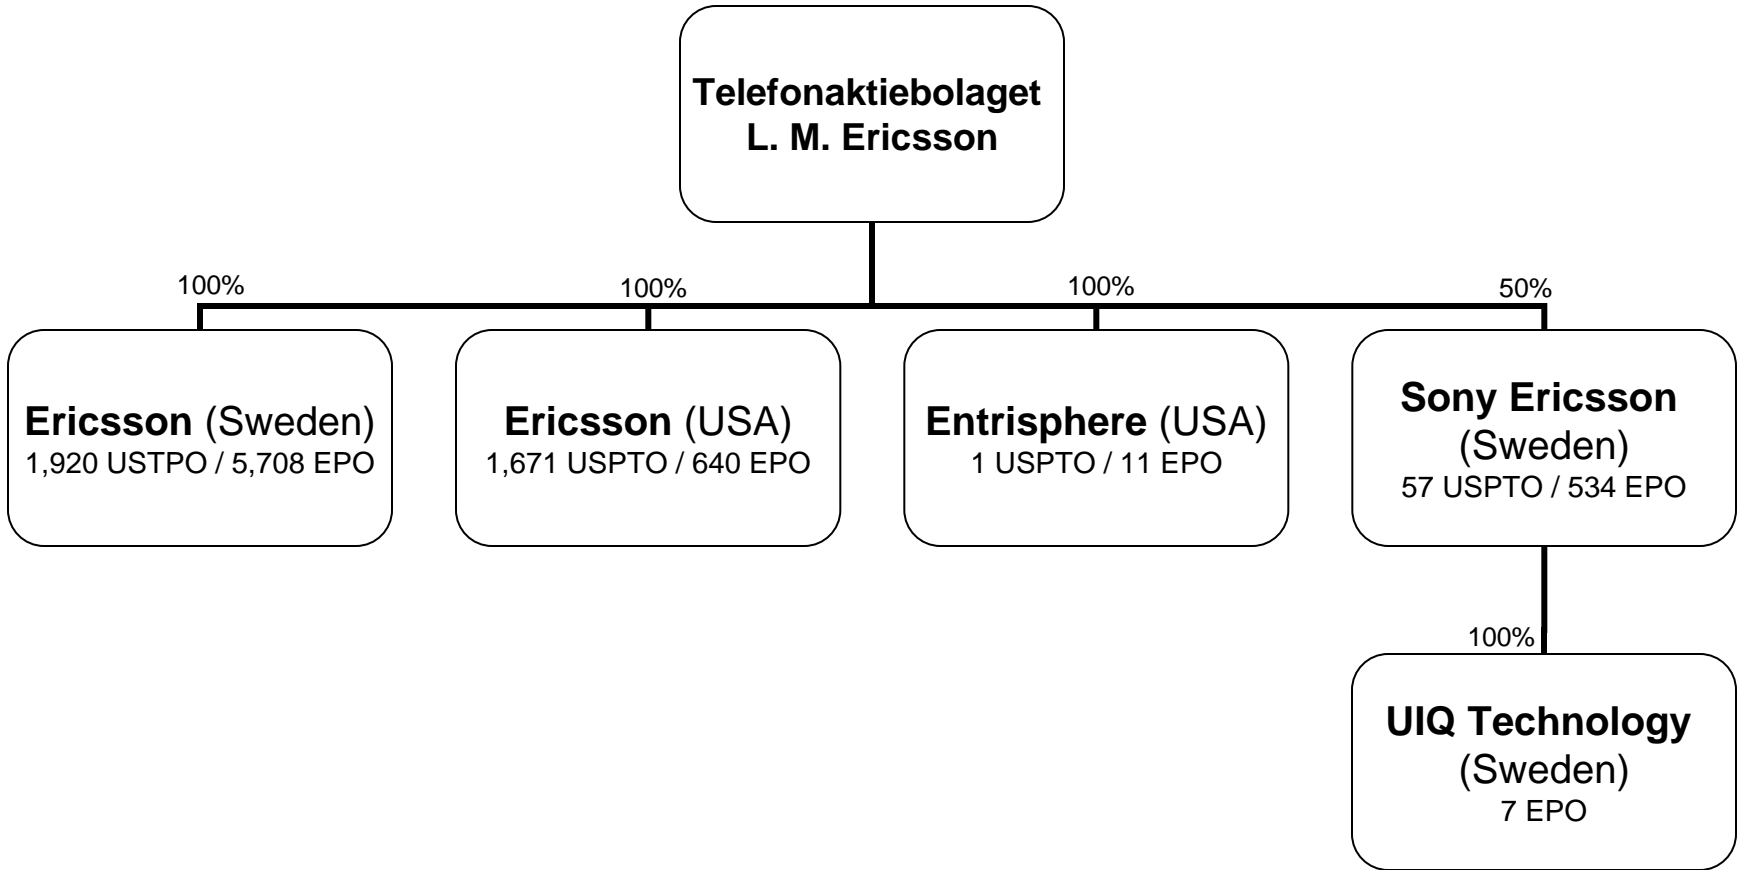 Telefonaktiebolaget
L. M. Ericsson
100%
100%
100%
50%
Ericsson (Sweden)
1,920 USTPO / 5,708 EPO
Ericsson (USA)
1,671 USPTO / 640 EPO
Entrisphere (USA)
1 USPTO / 11 EPO
Sony Ericsson
(Sweden)
57 USPTO / 534 EPO
100%
UIQ Technology
(Sweden)
7 EPO